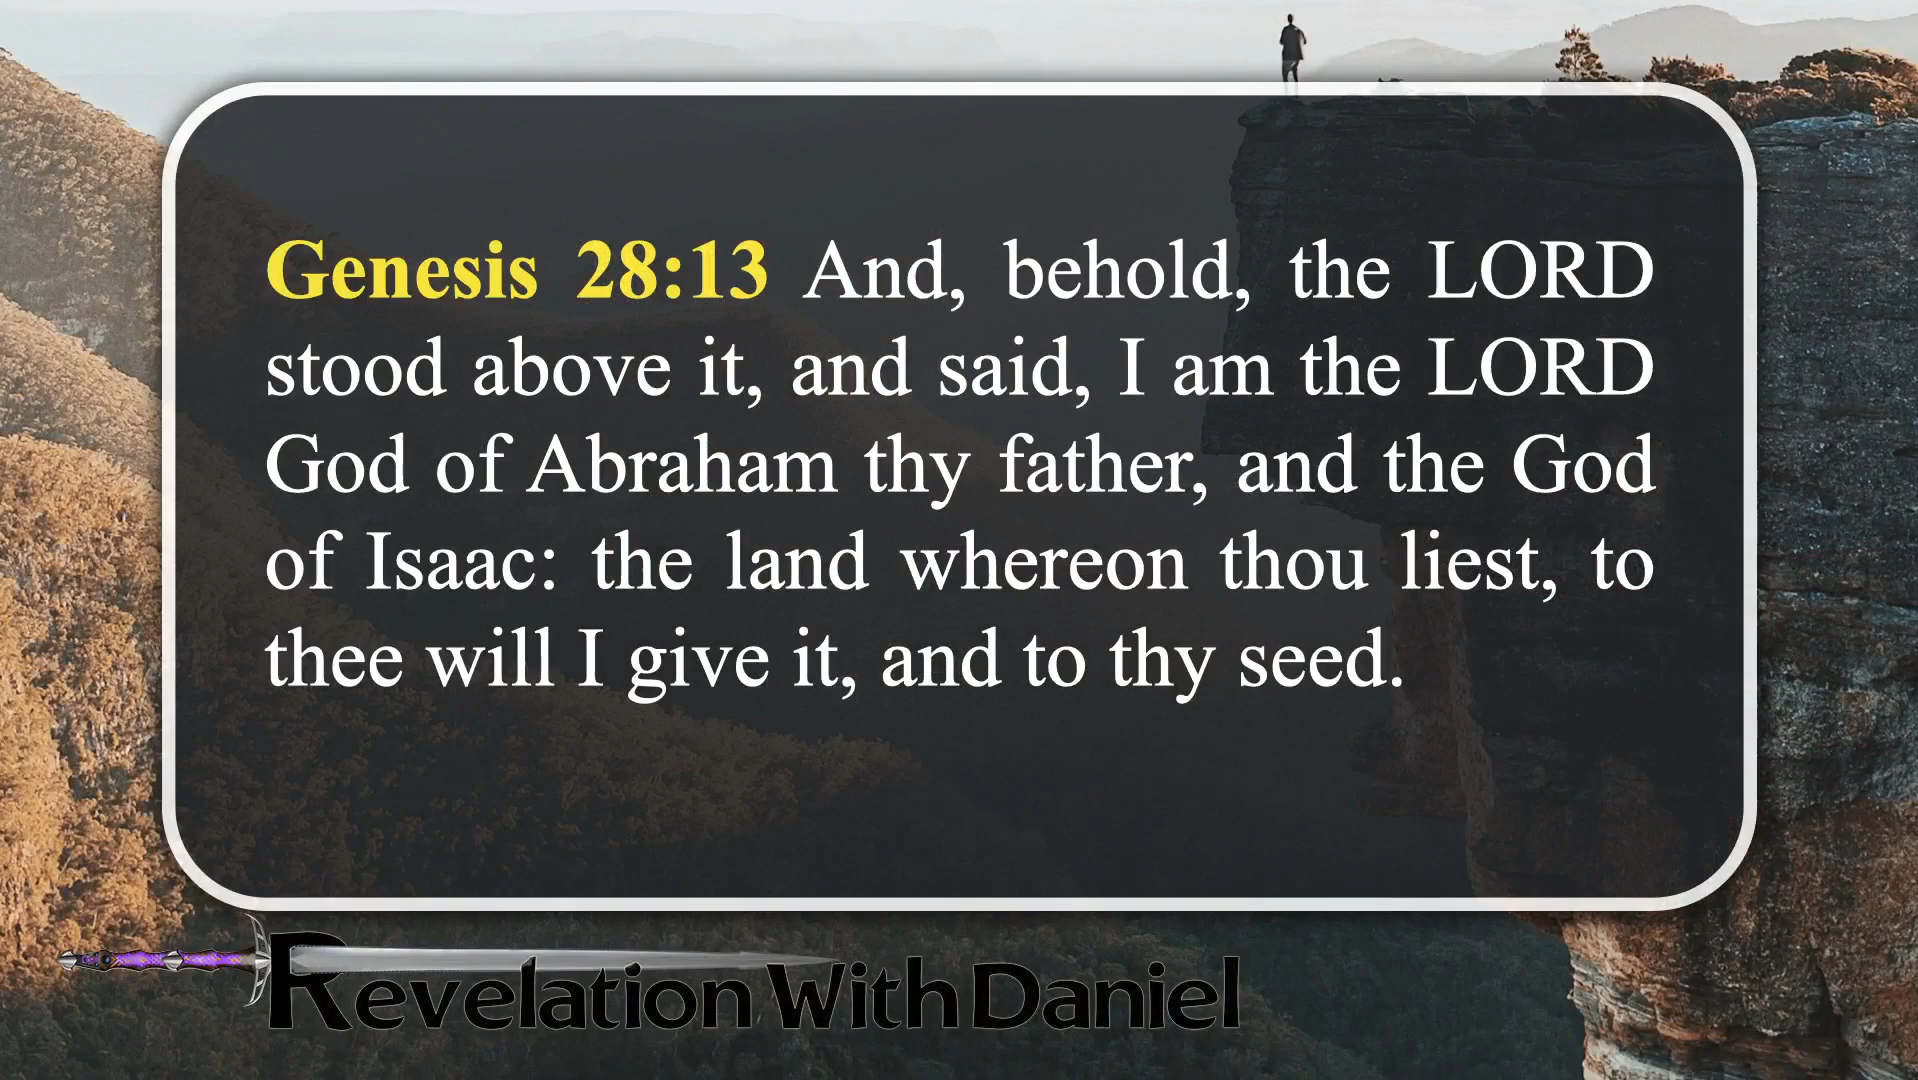 Genesis 28:13 And, behold, the LORD
stood above it, and said, I am the LORD
God of Abraham thy father, and the God
of Isaac: the land whereon thou liest, to
thee will I give it, and to thy seed.
Revelation With Daniel